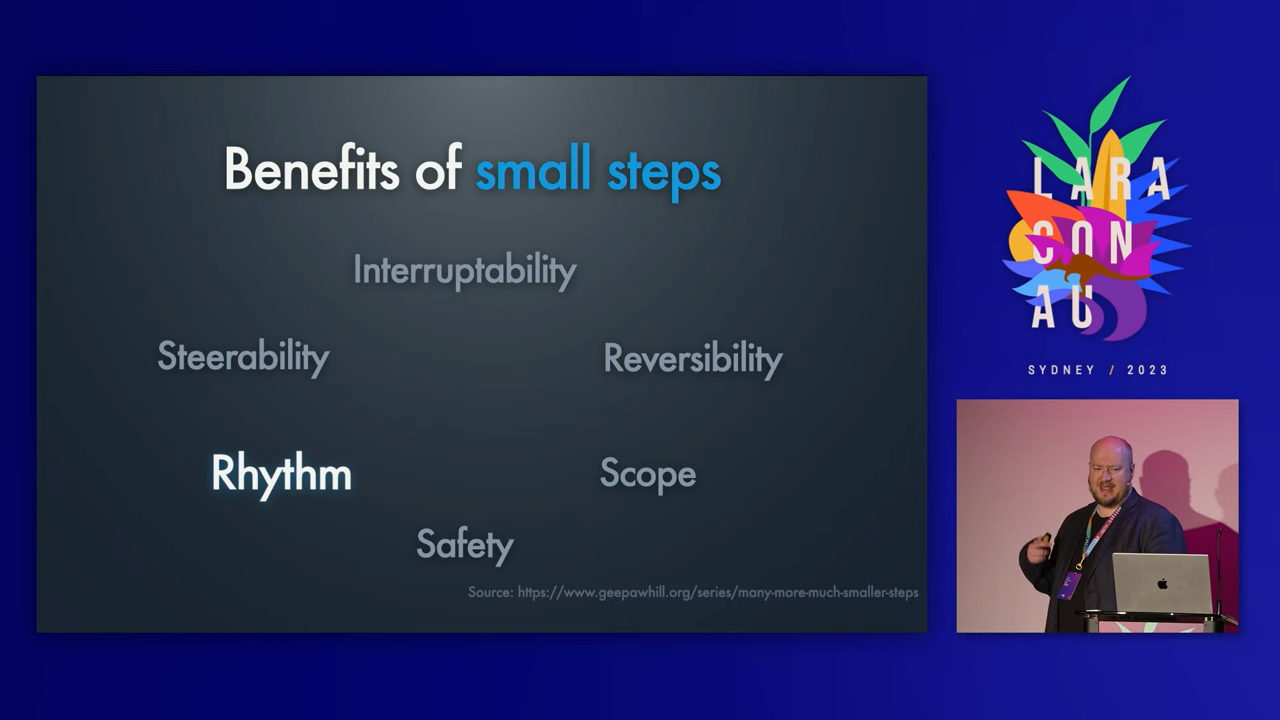 Benefits of small steps
Interruptability
Steerability
Reversibility
Rhythm
Scope
Safety
Source: https://www.geepawhill.org/series/many-more-much-smaller-steps
LARA
CON
AU
SYDNEY / 2023